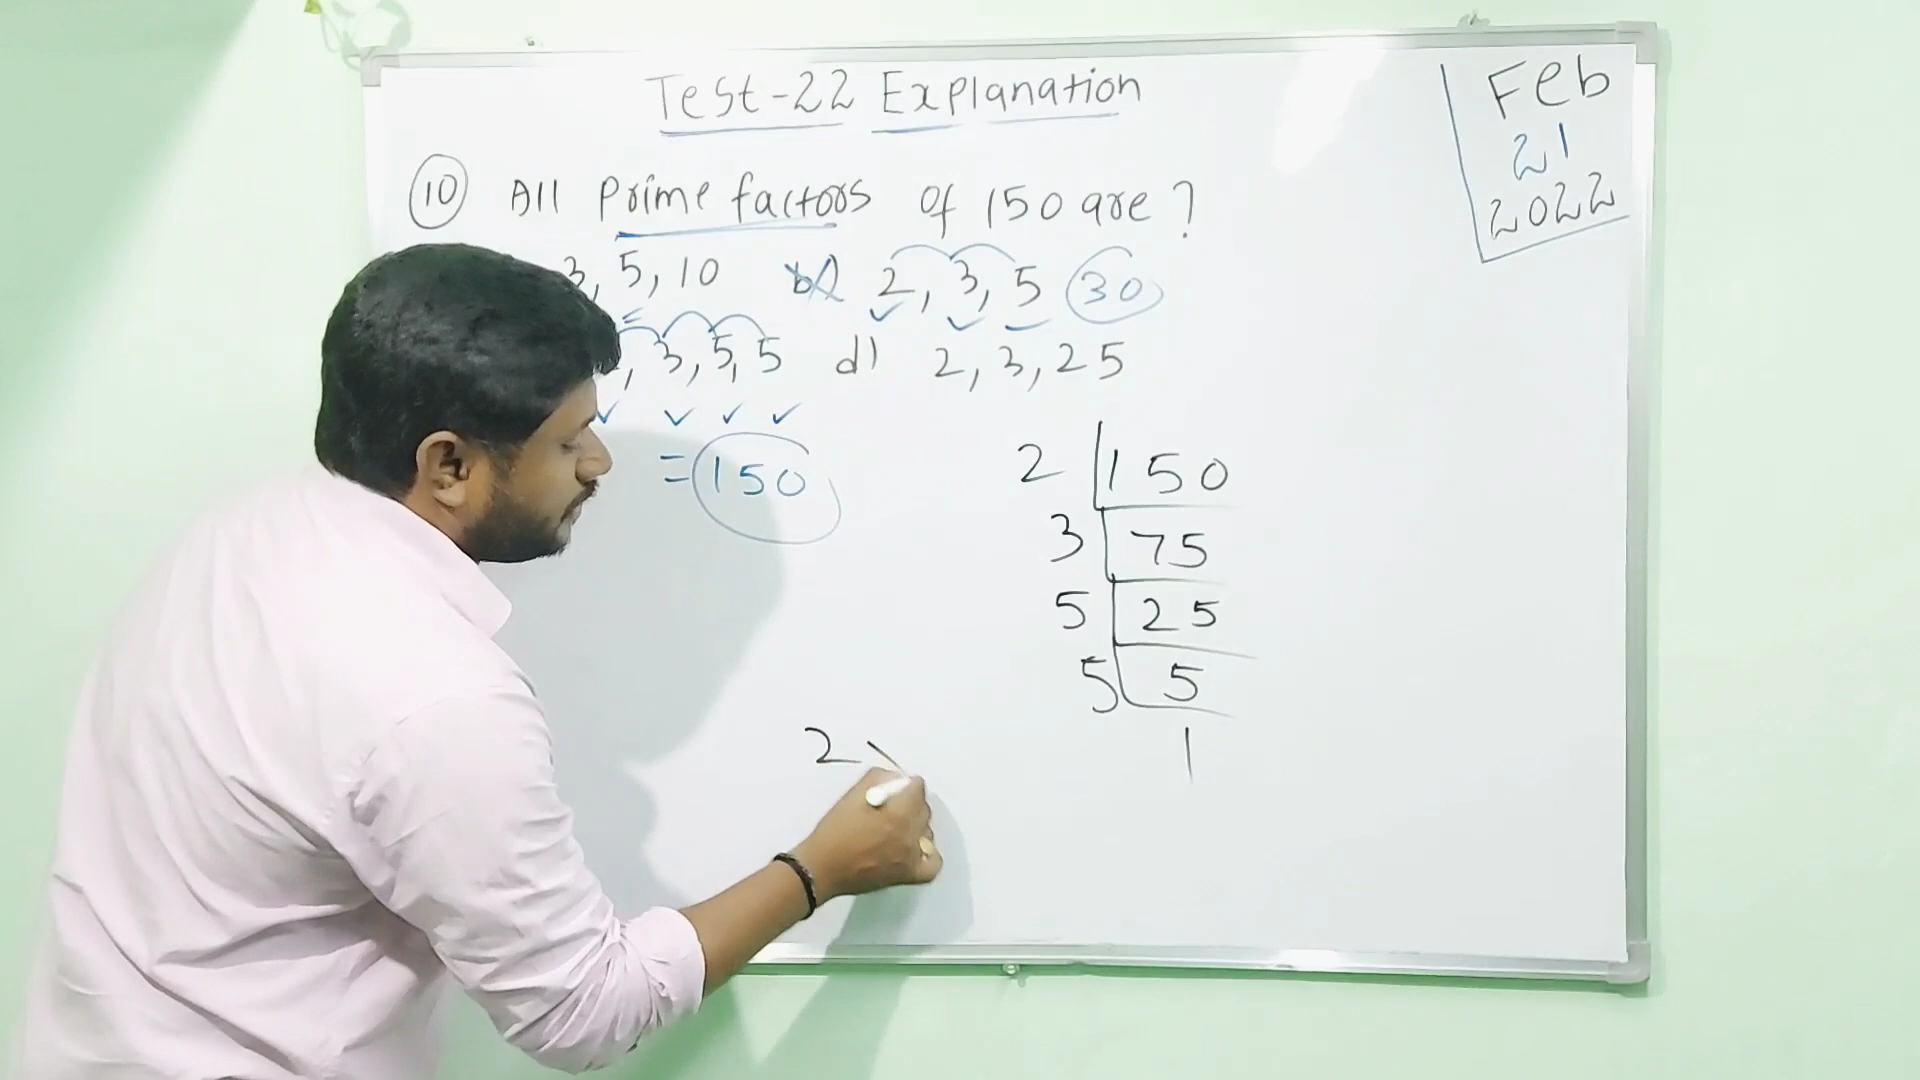 Test-22 Explanation
Feb
21
2022
10 All prime factors of 150 are?
3, 5, 10 b) 2, 3, 5 30
, 3, 5, 5 d) 2, 3, 25
= 150
2 150
3 75
5 25
5 5
1
2